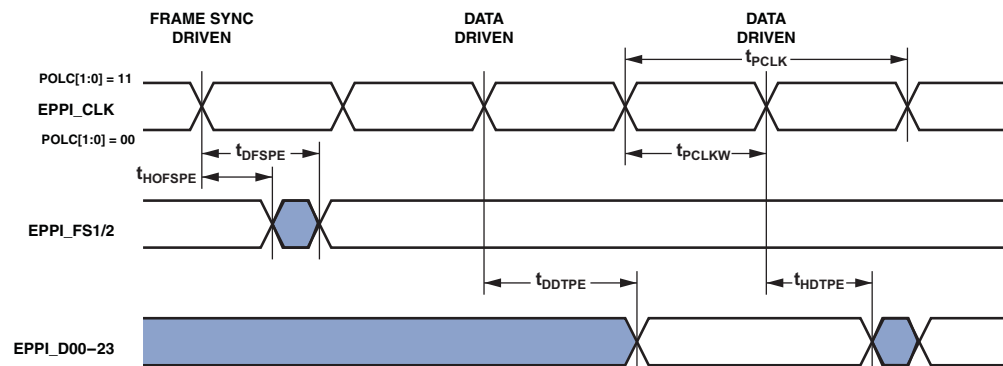 FRAME SYNC
DRIVEN
DATA
DRIVEN
DATA
DRIVEN
tPCLK
POLC[1:0] = 11
EPPI_CLK
POLC[1:0] = 00
tDFSPE
tPCLKW
tHOFSPE
EPPI_FS1/2
tDDTPE
tHDTPE
EPPI_D00–23